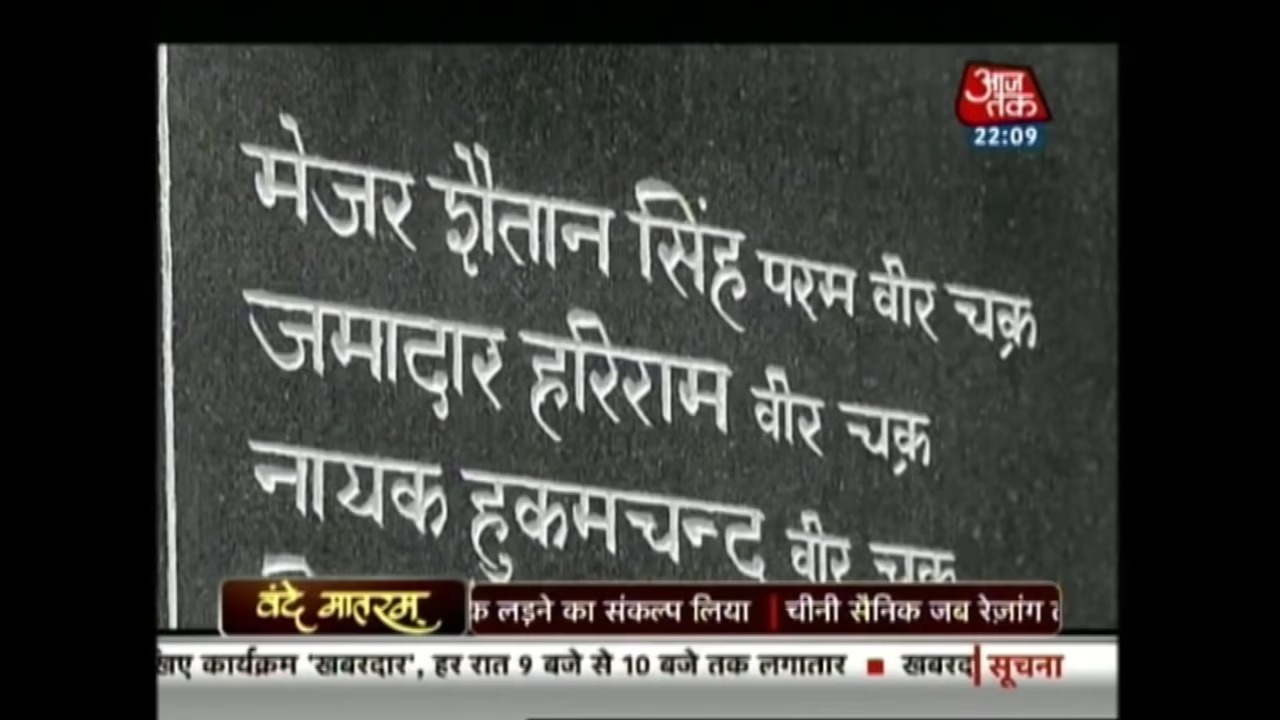 आज
तक
22:09
मेजर शैतान सिंह परम वीर चक्र
जमादार हरिराम वीर चक्र
नायक हुकमचन्द वीर चक्र
वंदे मातरम्
लड़ने का संकल्प लिया | चीनी सैनिक जब रेज़ांग
कार्यक्रम 'खबरदार', हर रात 9 बजे से 10 बजे तक लगातार ■ सूचना